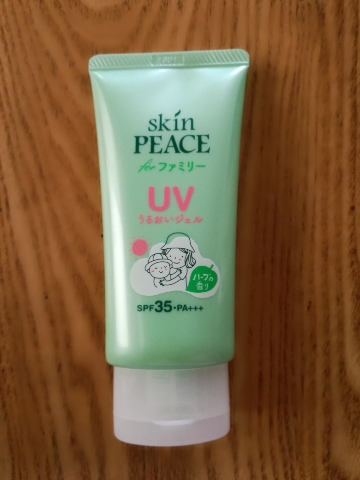 skin
PEACE
for ファミリー
UV
うるおいジェル
ハーブの
香り
SPF35・PA+++